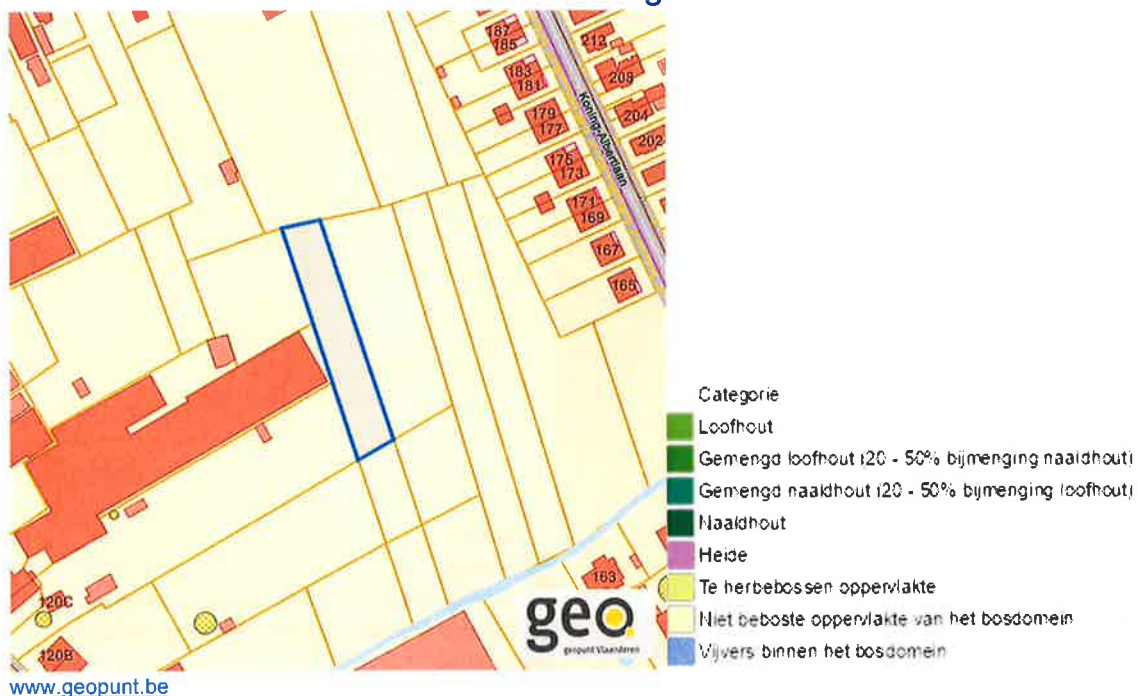 187
185
183
181
179
177
175
173
171
169
167
165
212
208
204
202
Koning-Albertlaan
163
120C
120B
geo
geopunt Vlaanderen
Categorie
Loofhout
Gemengd loofhout (20 - 50% bijmenging naaldhout)
Gemengd naaldhout (20 - 50% bijmenging loofhout)
Naaldhout
Heide
Te herbebossen oppervlakte
Niet beboste oppervlakte van het bosdomein
Vijvers binnen het bosdomein
www.geopunt.be